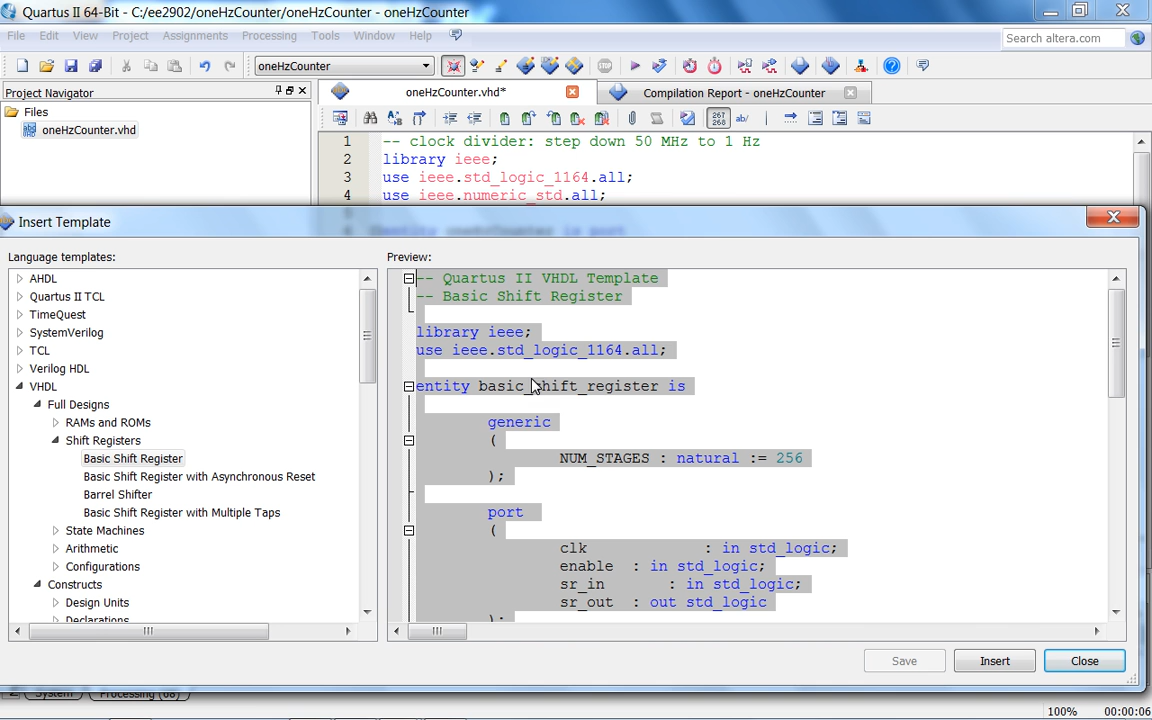 Quartus II 64-Bit - C:/ee2902/oneHzCounter/oneHzCounter - oneHzCounter
File Edit View Project Assignments Processing Tools Window Help
Search altera.com
oneHzCounter
Project Navigator
oneHzCounter.vhd*
Compilation Report - oneHzCounter
Files
oneHzCounter.vhd
267
268
ab/
1 -- clock divider: step down 50 MHz to 1 Hz
2 library ieee;
3 use ieee.std_logic_1164.all;
4 use ieee.numeric_std.all;
Insert Template
Language templates:
AHDL
Quartus II TCL
TimeQuest
SystemVerilog
TCL
Verilog HDL
VHDL
Full Designs
RAMs and ROMs
Shift Registers
Basic Shift Register
Basic Shift Register with Asynchronous Reset
Barrel Shifter
Basic Shift Register with Multiple Taps
State Machines
Arithmetic
Configurations
Constructs
Design Units
Declarations
Preview:
-- Quartus II VHDL Template
-- Basic Shift Register
library ieee;
use ieee.std_logic_1164.all;
entity basic_shift_register is
generic
(
NUM_STAGES : natural := 256
);
port
(
clk : in std_logic;
enable : in std_logic;
sr_in : in std_logic;
sr_out : out std_logic
);
Save
Insert
Close
System
Processing (68)
100% 00:00:06